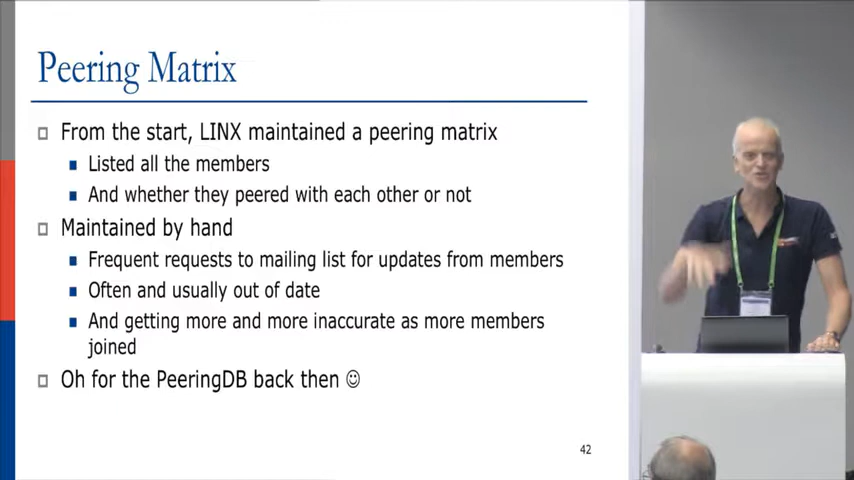 Peering Matrix
From the start, LINX maintained a peering matrix
Listed all the members
And whether they peered with each other or not
Maintained by hand
Frequent requests to mailing list for updates from members
Often and usually out of date
And getting more and more inaccurate as more members
joined
Oh for the PeeringDB back then ☺
42